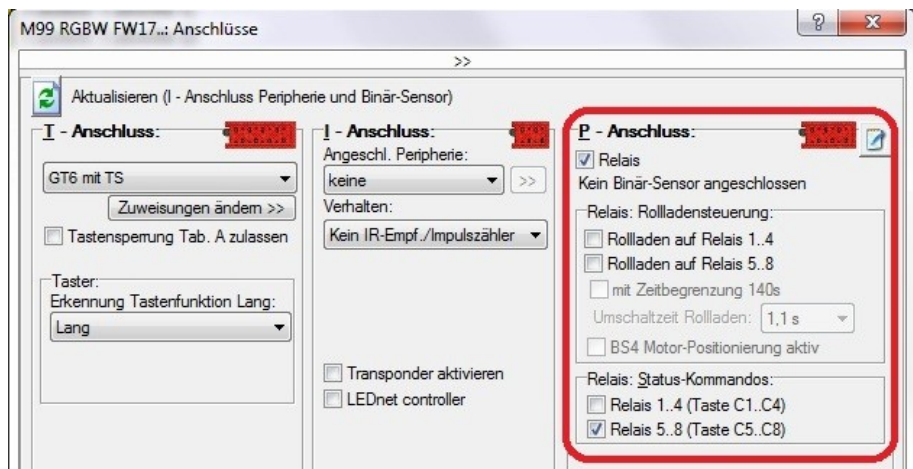 M99 RGBW FW17..: Anschlüsse
>>
Aktualisieren (I - Anschluss Peripherie und Binär-Sensor)
T - Anschluss:
GT6 mit TS
Zuweisungen ändern >>
Tastensperrung Tab. A zulassen
Taster:
Erkennung Tastenfunktion Lang:
Lang
I - Anschluss:
Angeschl. Peripherie:
keine
>>
Verhalten:
Kein IR-Empf./Impulszähler
Transponder aktivieren
LEDnet controller
P - Anschluss:
Relais
Kein Binär-Sensor angeschlossen
Relais: Rollladensteuerung:
Rollladen auf Relais 1..4
Rollladen auf Relais 5..8
mit Zeitbegrenzung 140s
Umschaltzeit Rollladen: 1,1 s
BS4 Motor-Positionierung aktiv
Relais: Status-Kommandos:
Relais 1..4 (Taste C1..C4)
Relais 5..8 (Taste C5..C8)